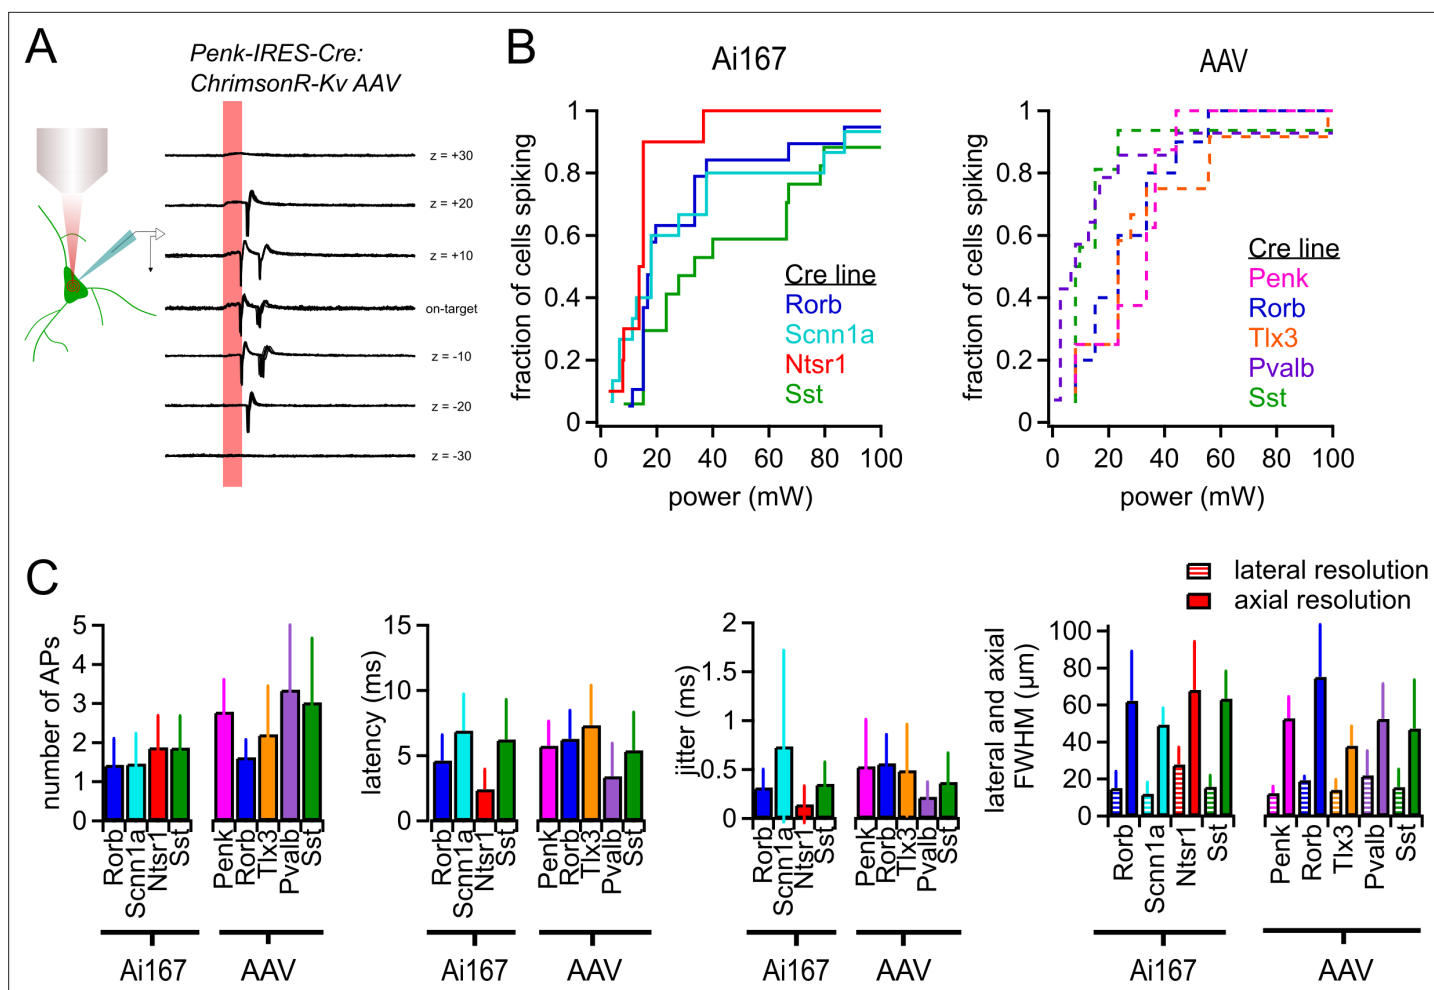 A
Penk-IRES-Cre:
ChrimsonR-Kv AAV
z = +30
z = +20
z = +10
on-target
z = -10
z = -20
z = -30
B
Ai167
fraction of cells spiking
1
0.8
0.6
0.4
0.2
0
0 20 40 60 80 100
power (mW)
Cre line
Rorb
Scnn1a
Ntsr1
Sst
AAV
fraction of cells spiking
1
0.8
0.6
0.4
0.2
0
0 20 40 60 80 100
power (mW)
Cre line
Penk
Rorb
Tlx3
Pvalb
Sst
C
number of APs
5
4
3
2
1
0
Rorb
Scnn1a
Ntsr1
Sst
Penk
Rorb
Tlx3
Pvalb
Sst
Ai167
AAV
latency (ms)
15
10
5
0
Rorb
Scnn1a
Ntsr1
Sst
Penk
Rorb
Tlx3
Pvalb
Sst
Ai167
AAV
jitter (ms)
2
1.5
1
0.5
0
Rorb
Scnn1a
Ntsr1
Sst
Penk
Rorb
Tlx3
Pvalb
Sst
Ai167
AAV
lateral resolution
axial resolution
lateral and axial
FWHM (μm)
100
80
60
40
20
0
Rorb
Scnn1a
Ntsr1
Sst
Penk
Rorb
Tlx3
Pvalb
Sst
Ai167
AAV